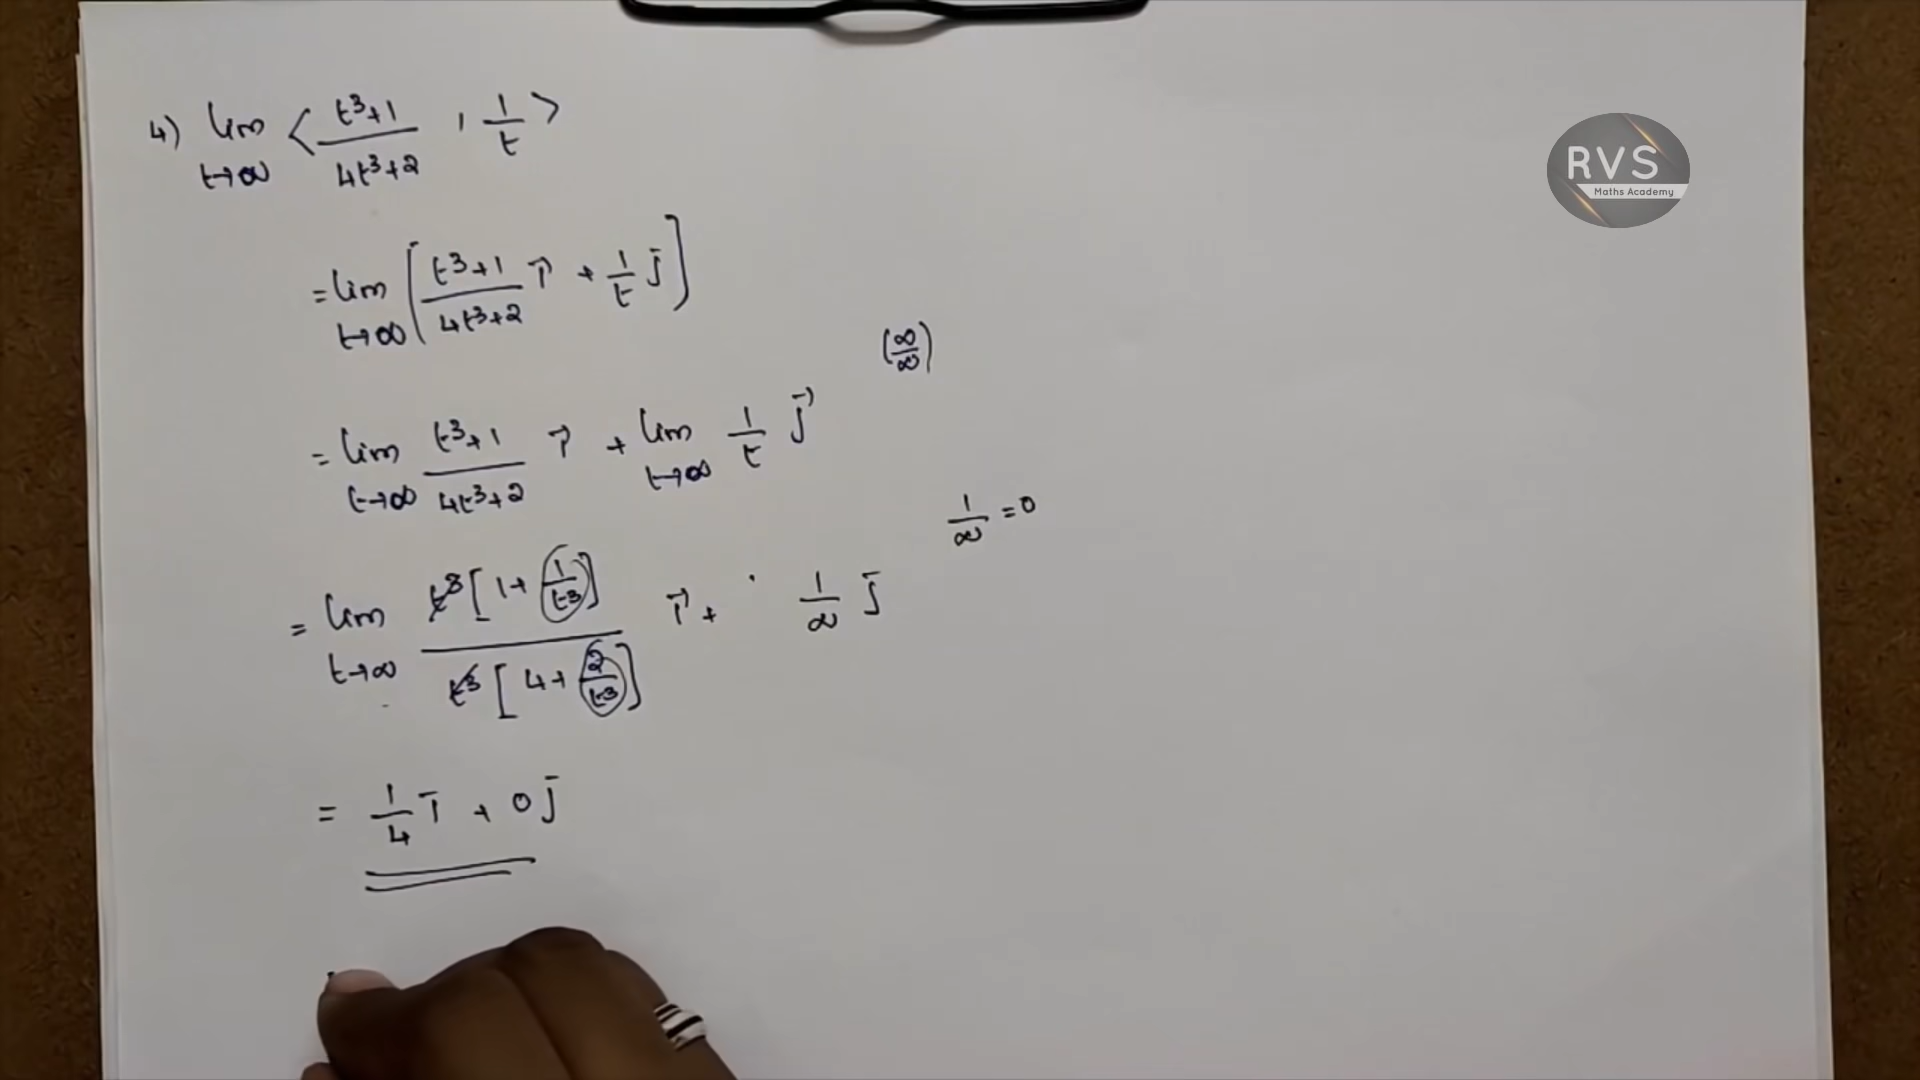 4) lim t→∞ < t³+1 / 4t³+2 , 1/t >
= lim t→∞ [ t³+1 / 4t³+2 i⃗ + 1/t j̄ ]
(∞/∞)
= lim t→∞ t³+1 / 4t³+2 i⃗ + lim t→∞ 1/t j⃗
1/∞ = 0
= lim t→∞ t³[1+ 1/t³] / t³[4+ 2/t³] i⃗ + 1/∞ j̄
= 1/4 ī + 0 j̄
RVS
Maths Academy